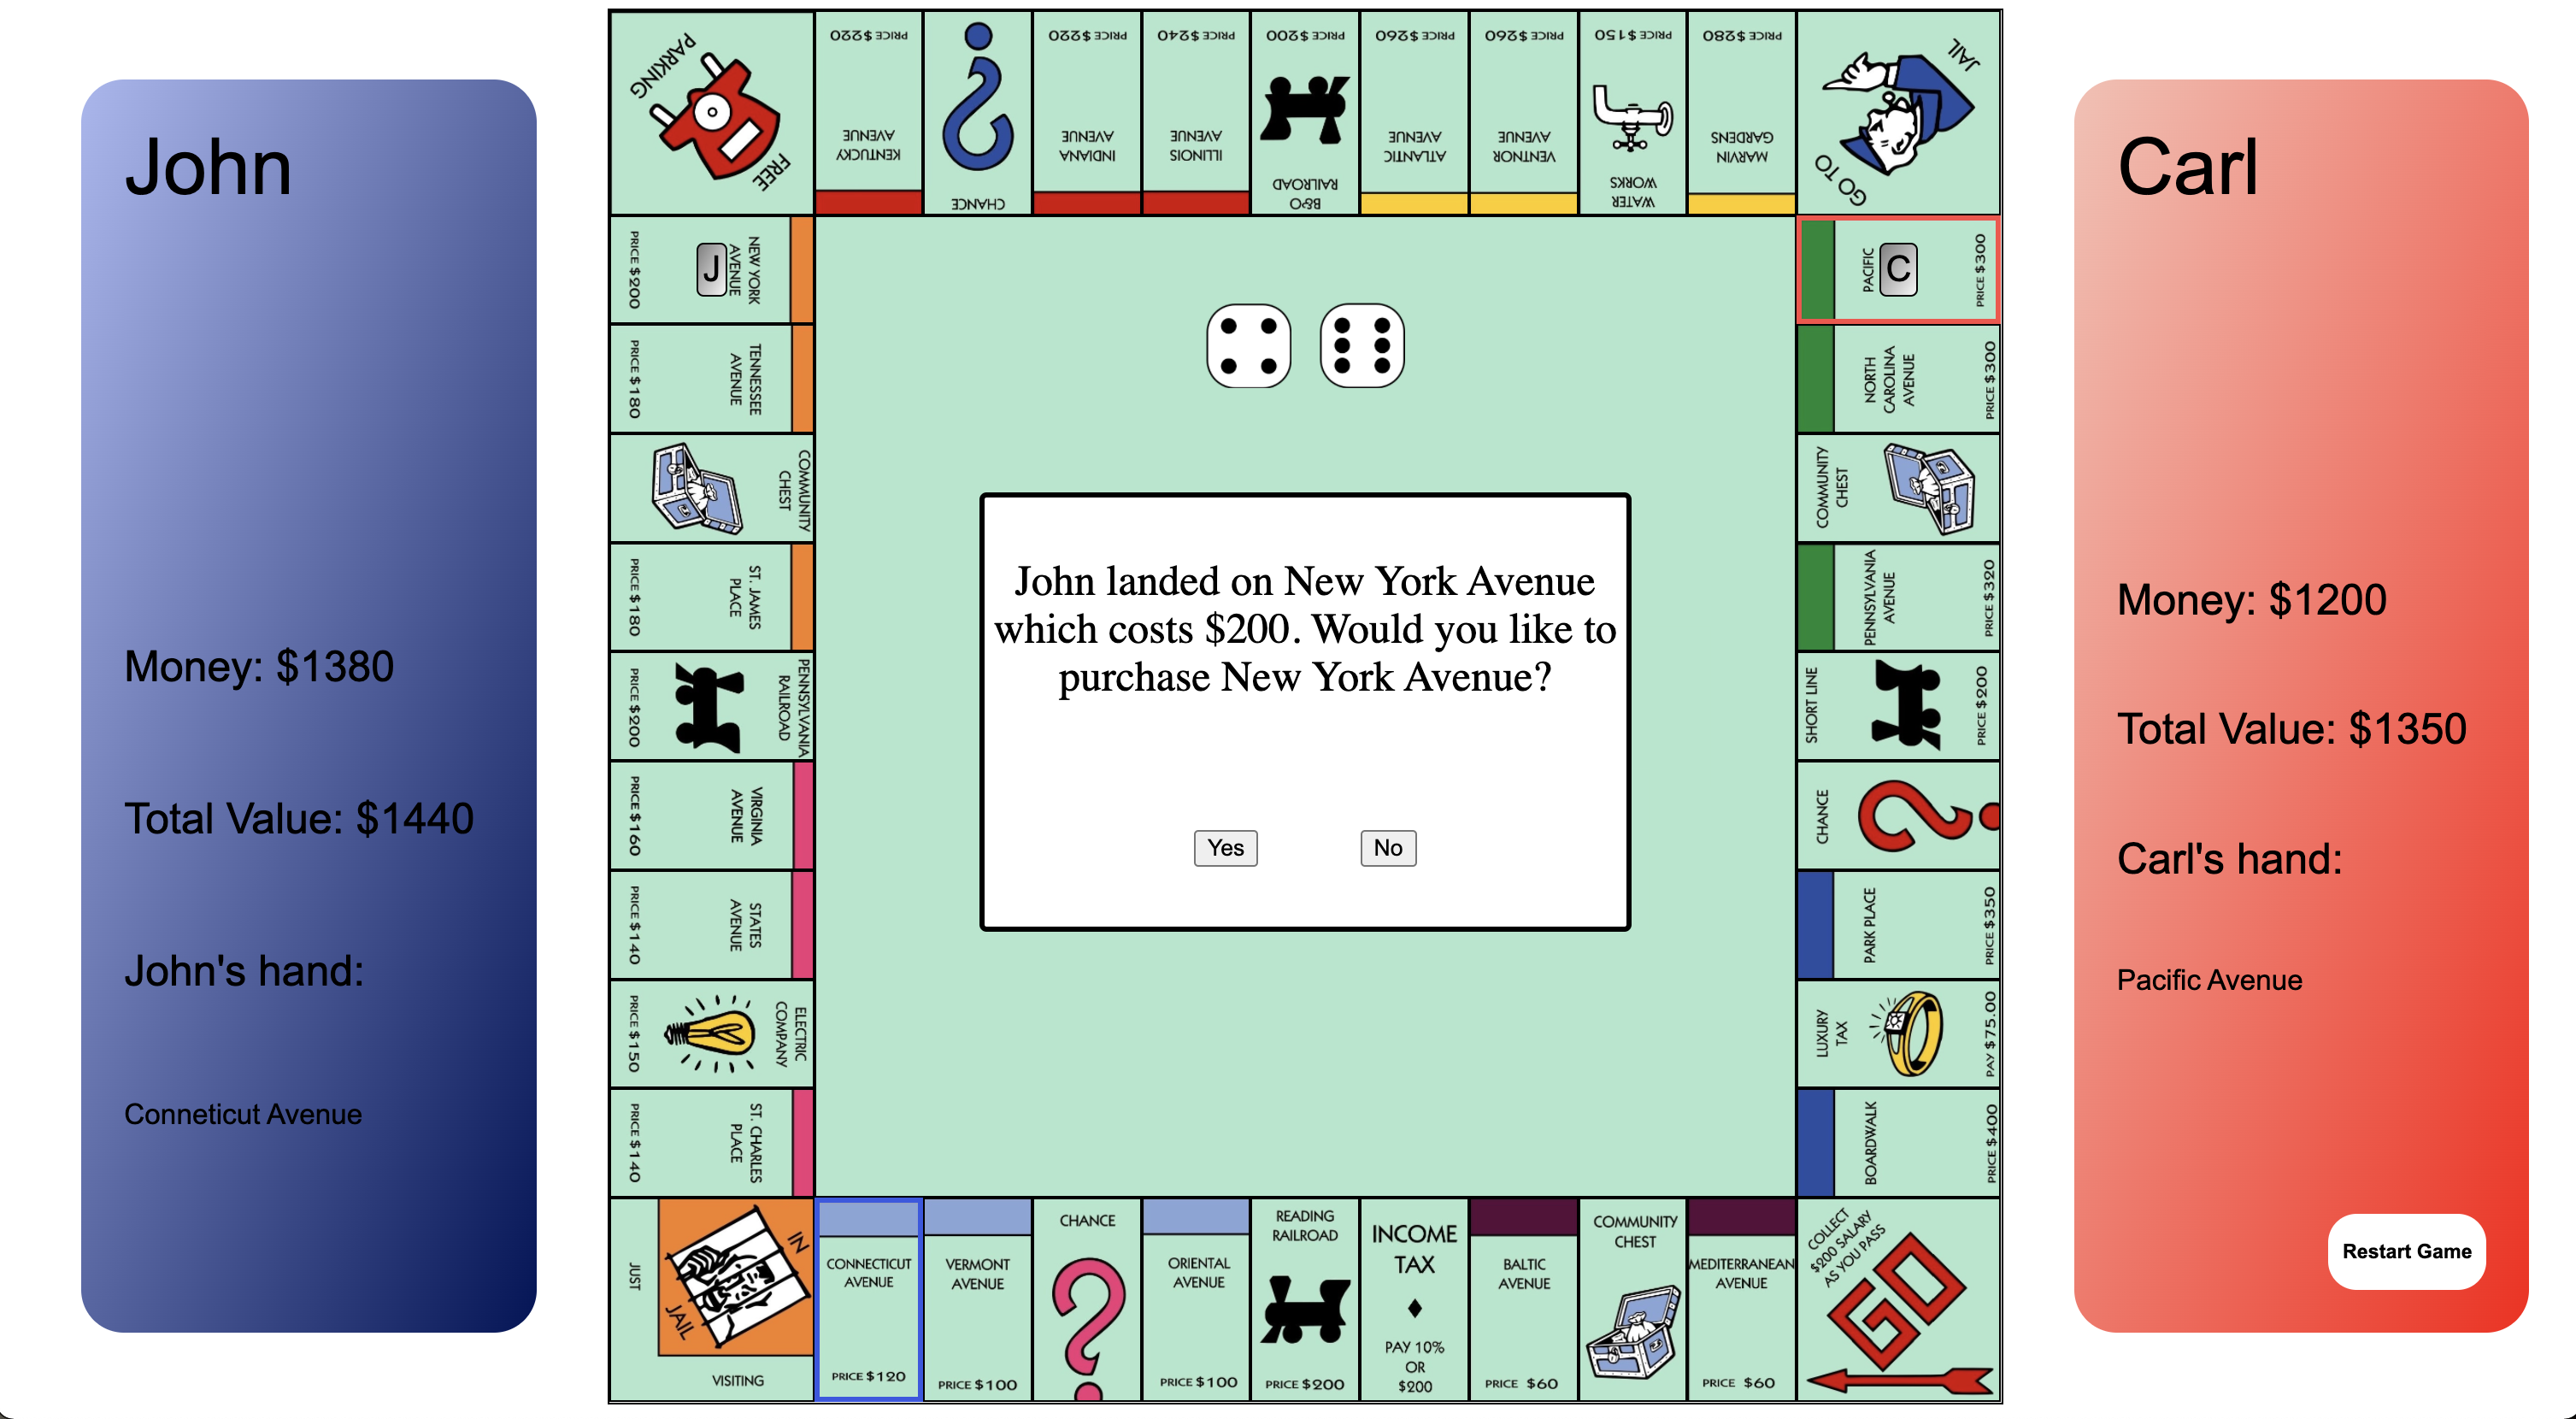 John
Money: $1380
Total Value: $1440
John's hand:
Conneticut Avenue
FREE
PARKING
KENTUCKY
AVENUE
PRICE $220
CHANCE
INDIANA
AVENUE
PRICE $220
ILLINOIS
AVENUE
PRICE $240
B&O
RAILROAD
PRICE $200
ATLANTIC
AVENUE
PRICE $260
VENTNOR
AVENUE
PRICE $260
WATER
WORKS
PRICE $150
MARVIN
GARDENS
PRICE $280
GO TO
JAIL
NEW YORK
AVENUE
J
PRICE $200
TENNESSEE
AVENUE
PRICE $180
COMMUNITY
CHEST
ST. JAMES
PLACE
PRICE $180
PENNSYLVANIA
RAILROAD
PRICE $200
VIRGINIA
AVENUE
PRICE $160
STATES
AVENUE
PRICE $140
ELECTRIC
COMPANY
PRICE $150
ST. CHARLES
PLACE
PRICE $140
John landed on New York Avenue
which costs $200. Would you like to
purchase New York Avenue?
Yes
No
PACIFIC
C
PRICE $300
NORTH
CAROLINA
AVENUE
PRICE $300
COMMUNITY
CHEST
PENNSYLVANIA
AVENUE
PRICE $320
SHORT LINE
PRICE $200
CHANCE
PARK PLACE
PRICE $350
LUXURY
TAX
PAY $75.00
BOARDWALK
PRICE $400
JUST
VISITING
IN
JAIL
CONNECTICUT
AVENUE
PRICE $120
VERMONT
AVENUE
PRICE $100
CHANCE
ORIENTAL
AVENUE
PRICE $100
READING
RAILROAD
PRICE $200
INCOME
TAX
PAY 10%
OR
$200
BALTIC
AVENUE
PRICE $60
COMMUNITY
CHEST
MEDITERRANEAN
AVENUE
PRICE $60
COLLECT
$200 SALARY
AS YOU PASS
GO
Carl
Money: $1200
Total Value: $1350
Carl's hand:
Pacific Avenue
Restart Game